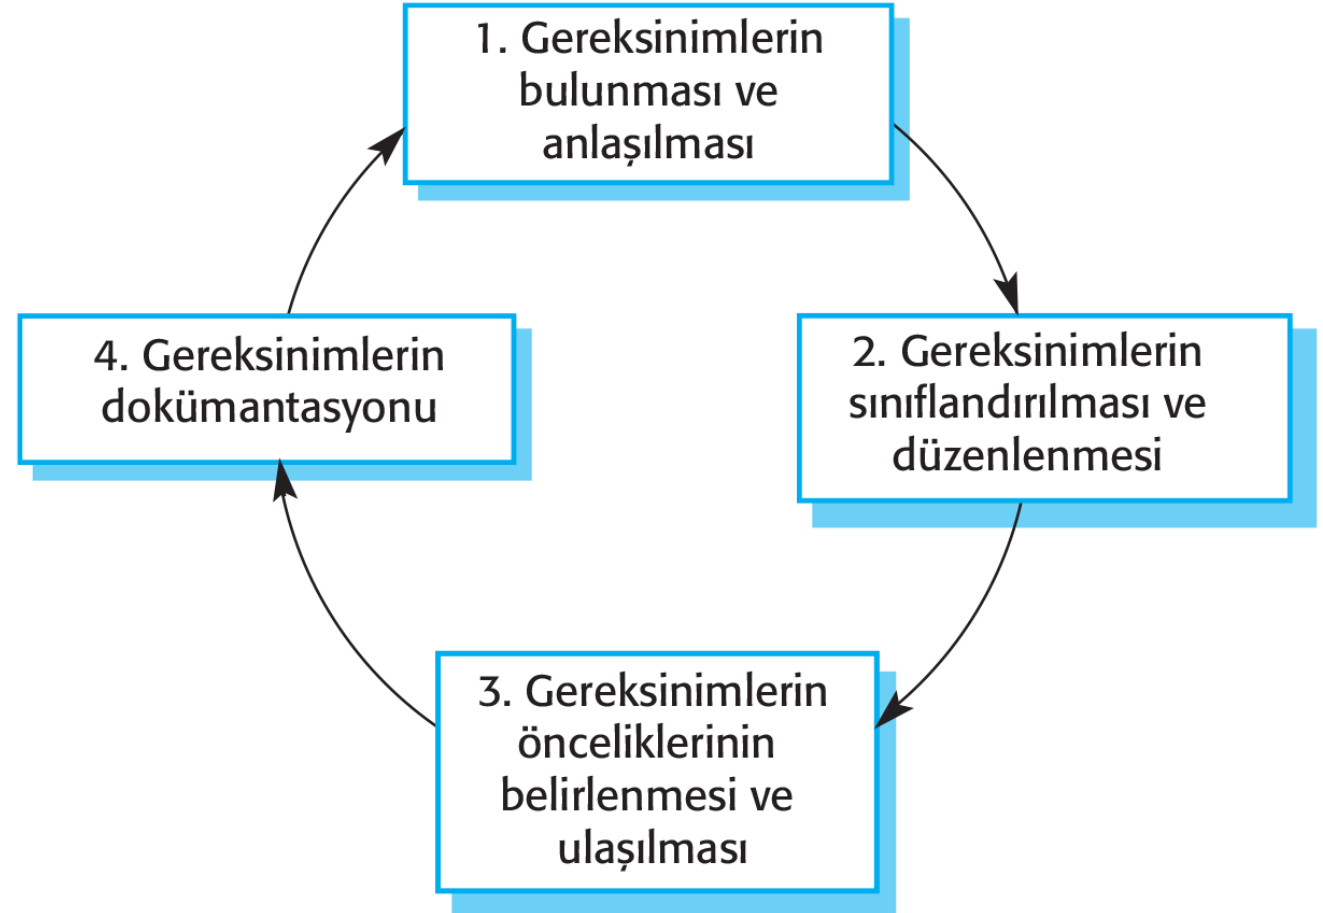 1. Gereksinimlerin
bulunması ve
anlaşılması
2. Gereksinimlerin
sınıflandırılması ve
düzenlenmesi
3. Gereksinimlerin
önceliklerinin
belirlenmesi ve
ulaşılması
4. Gereksinimlerin
dokümantasyonu